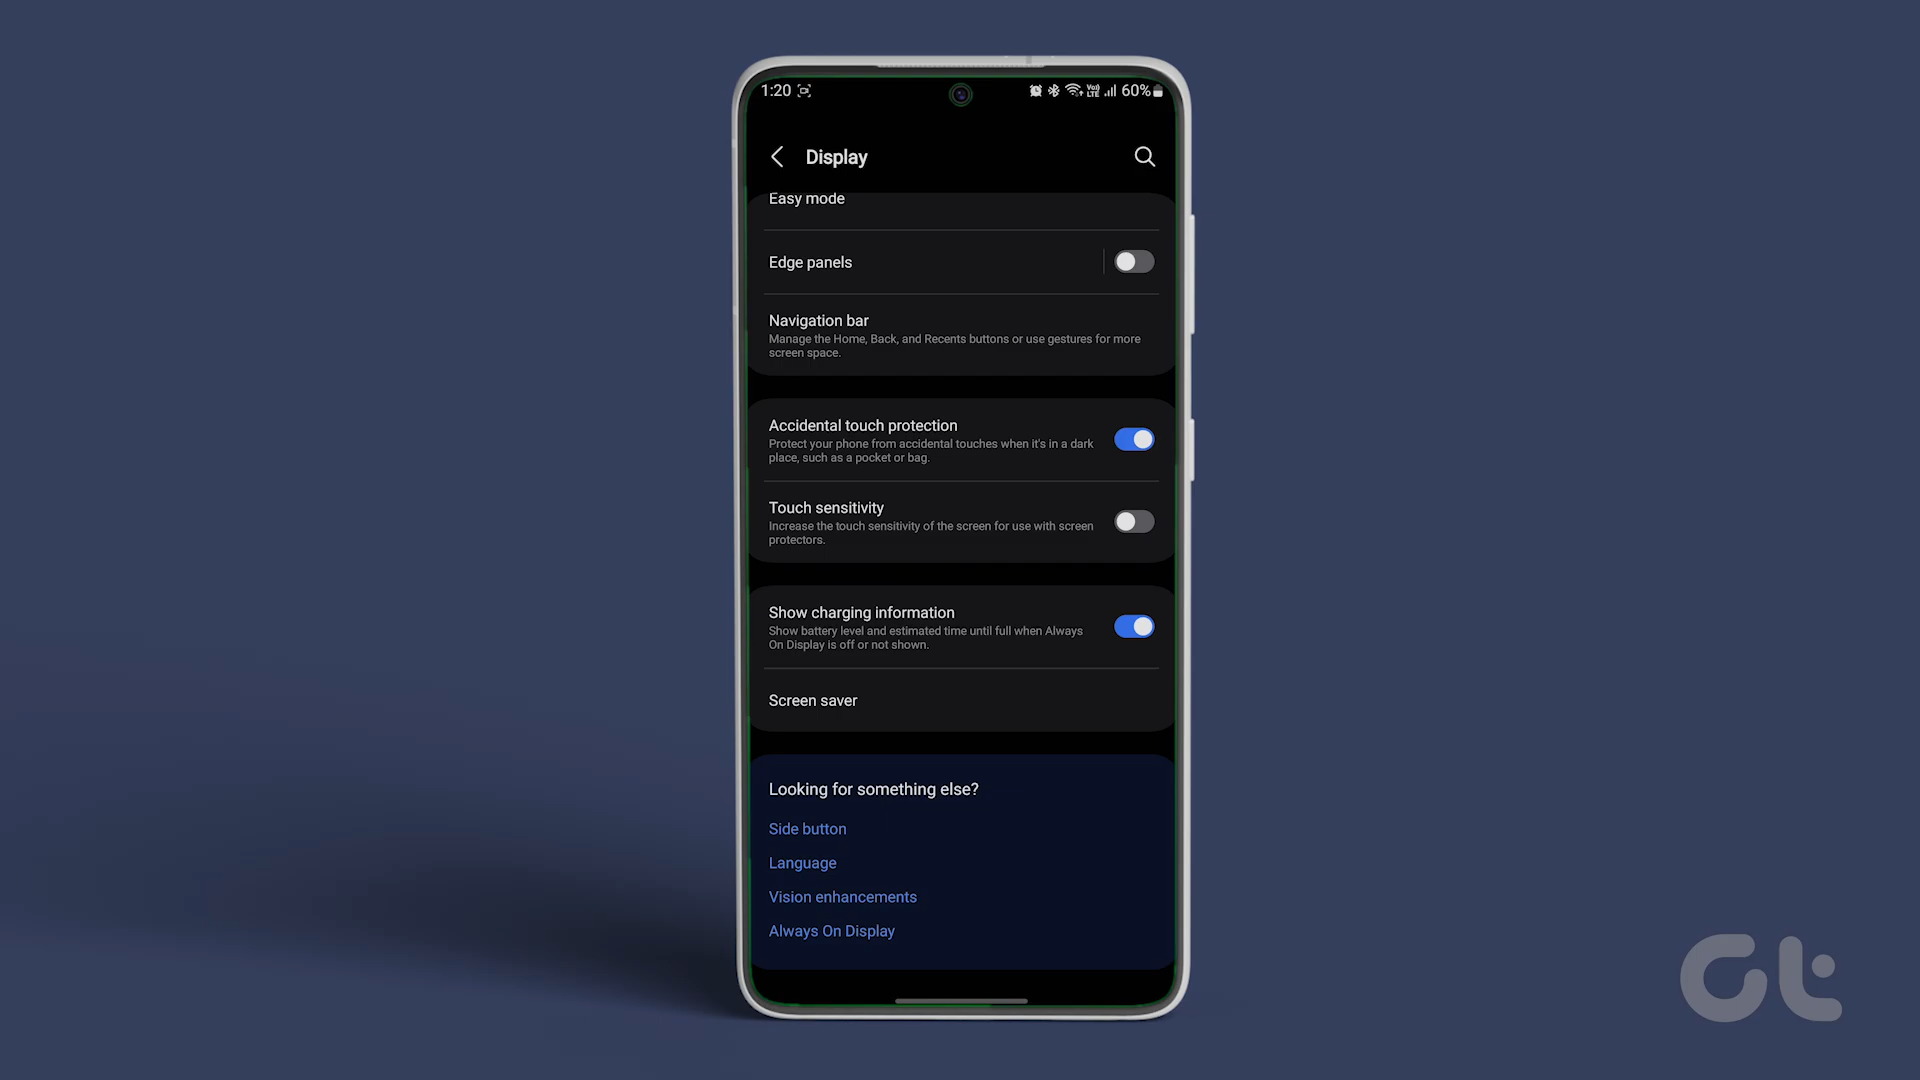 1:20 60%
Display
Easy mode
Edge panels
Navigation bar
Manage the Home, Back, and Recents buttons or use gestures for more
screen space.
Accidental touch protection
Protect your phone from accidental touches when it's in a dark
place, such as a pocket or bag.
Touch sensitivity
Increase the touch sensitivity of the screen for use with screen
protectors.
Show charging information
Show battery level and estimated time until full when Always
On Display is off or not shown.
Screen saver
Looking for something else?
Side button
Language
Vision enhancements
Always On Display
Gt